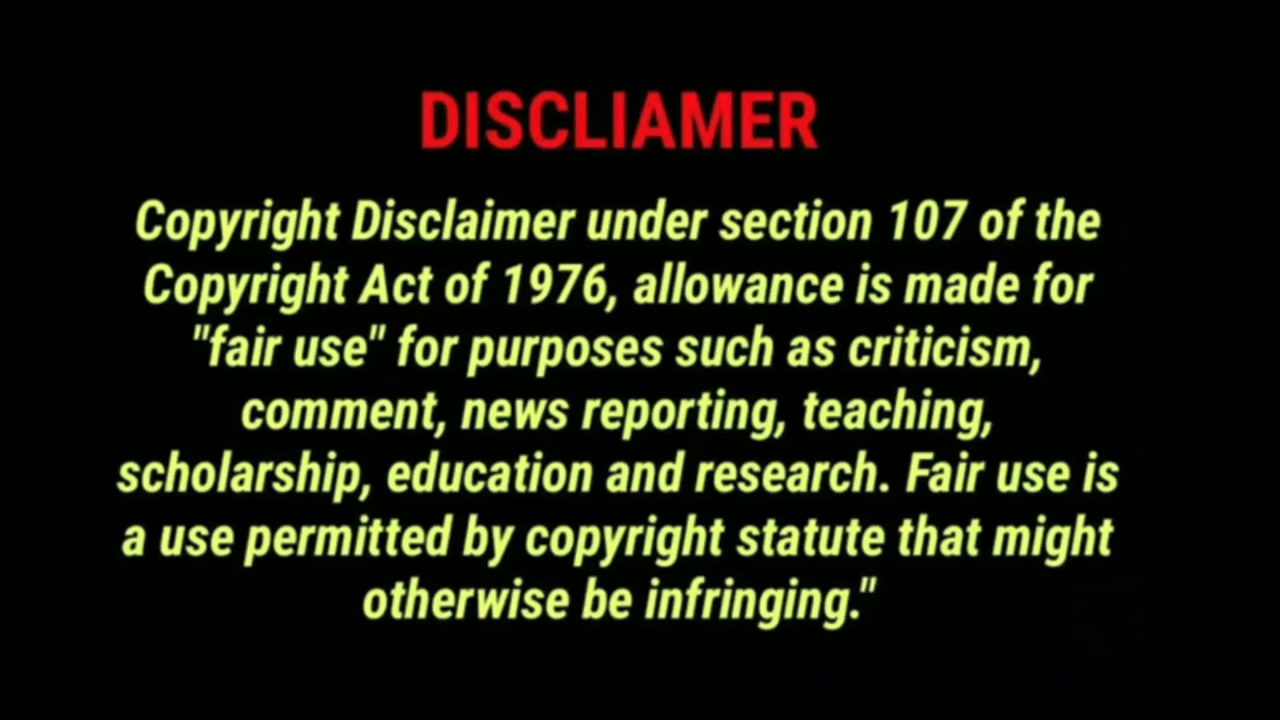 DISCLIAMER
Copyright Disclaimer under section 107 of the
Copyright Act of 1976, allowance is made for
"fair use" for purposes such as criticism,
comment, news reporting, teaching,
scholarship, education and research. Fair use is
a use permitted by copyright statute that might
otherwise be infringing."